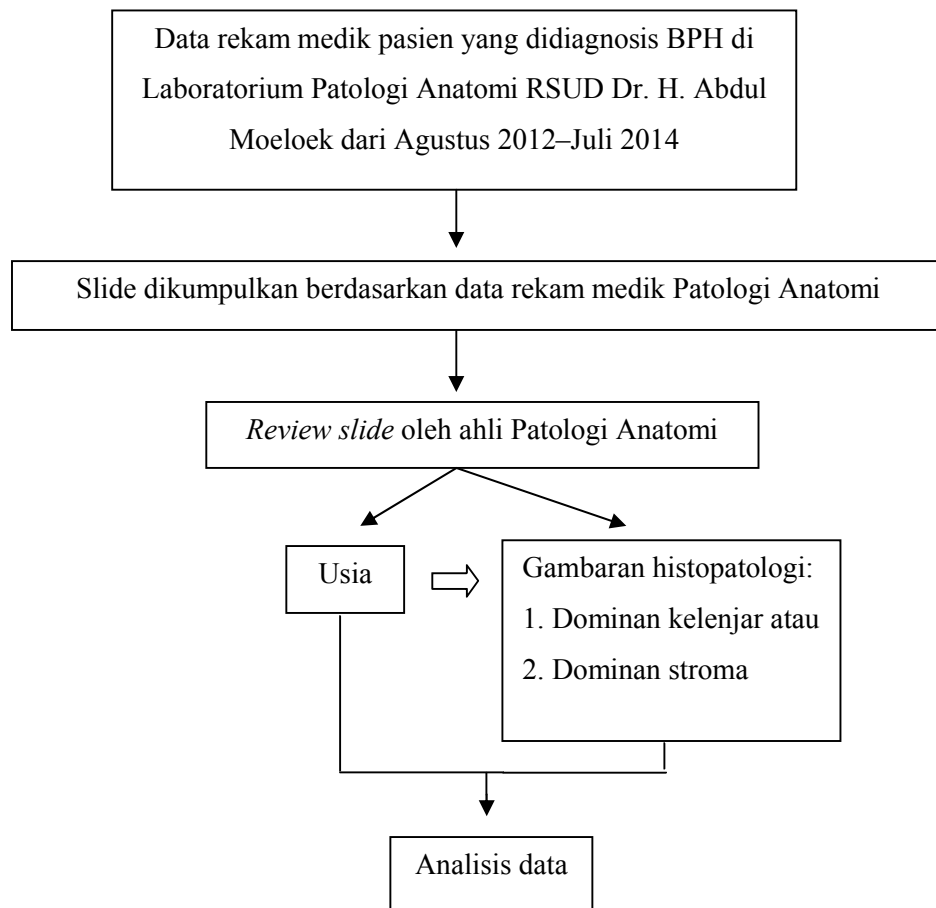 Data rekam medik pasien yang didiagnosis BPH di
Laboratorium Patologi Anatomi RSUD Dr. H. Abdul
Moeloek dari Agustus 2012–Juli 2014
Slide dikumpulkan berdasarkan data rekam medik Patologi Anatomi
Review slide oleh ahli Patologi Anatomi
Usia
Gambaran histopatologi:
1. Dominan kelenjar atau
2. Dominan stroma
Analisis data